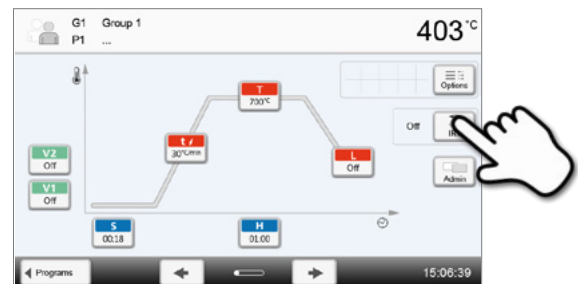 G1 Group 1
P1 ...
403°C
Options
T
700°C
Off
IR
t
30°C/min
V2
Off
L
Off
Admin
V1
Off
S
00:18
H
01:00
Programs
15:06:39